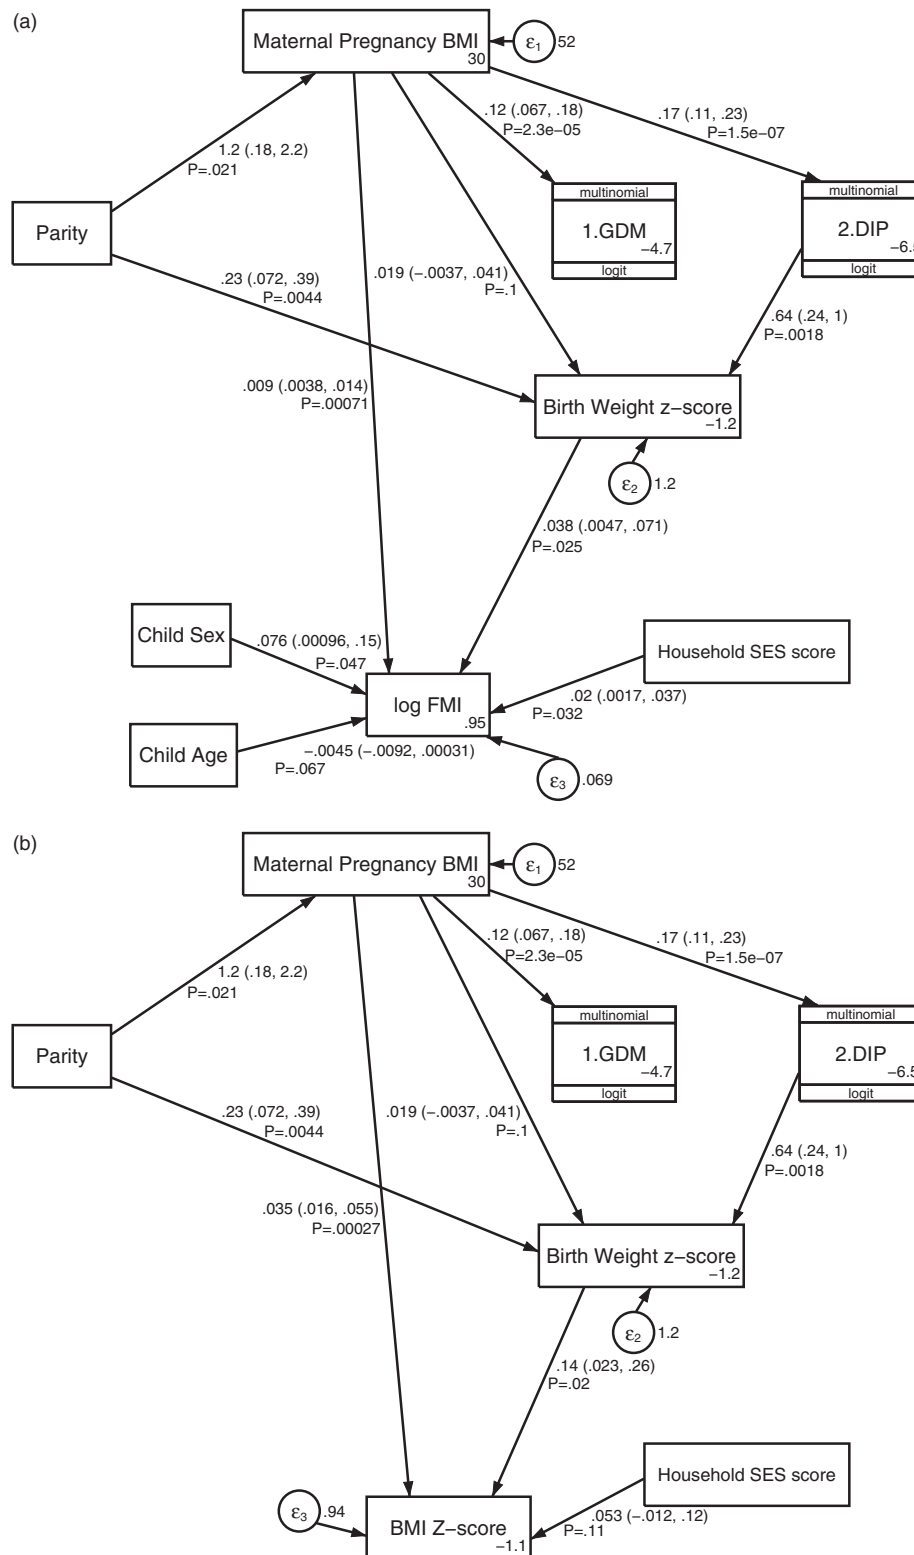 (a)
Maternal Pregnancy BMI
30
ε1
52
.12 (.067, .18)
P=2.3e−05
.17 (.11, .23)
P=1.5e−07
1.2 (.18, 2.2)
P=.021
Parity
multinomial
1.GDM
−4.7
logit
multinomial
2.DIP
−6.5
logit
.23 (.072, .39)
P=.0044
.019 (−.0037, .041)
P=.1
.64 (.24, 1)
P=.0018
.009 (.0038, .014)
P=.00071
Birth Weight z−score
−1.2
ε2
1.2
.038 (.0047, .071)
P=.025
Child Sex
.076 (.00096, .15)
P=.047
Household SES score
.02 (.0017, .037)
P=.032
log FMI
.95
Child Age
−.0045 (−.0092, .00031)
P=.067
ε3
.069
(b)
Maternal Pregnancy BMI
30
ε1
52
.12 (.067, .18)
P=2.3e−05
.17 (.11, .23)
P=1.5e−07
1.2 (.18, 2.2)
P=.021
Parity
multinomial
1.GDM
−4.7
logit
multinomial
2.DIP
−6.5
logit
.23 (.072, .39)
P=.0044
.019 (−.0037, .041)
P=.1
.64 (.24, 1)
P=.0018
.035 (.016, .055)
P=.00027
Birth Weight z−score
−1.2
ε2
1.2
.14 (.023, .26)
P=.02
Household SES score
.053 (−.012, .12)
P=.11
ε3
.94
BMI Z−score
−1.1